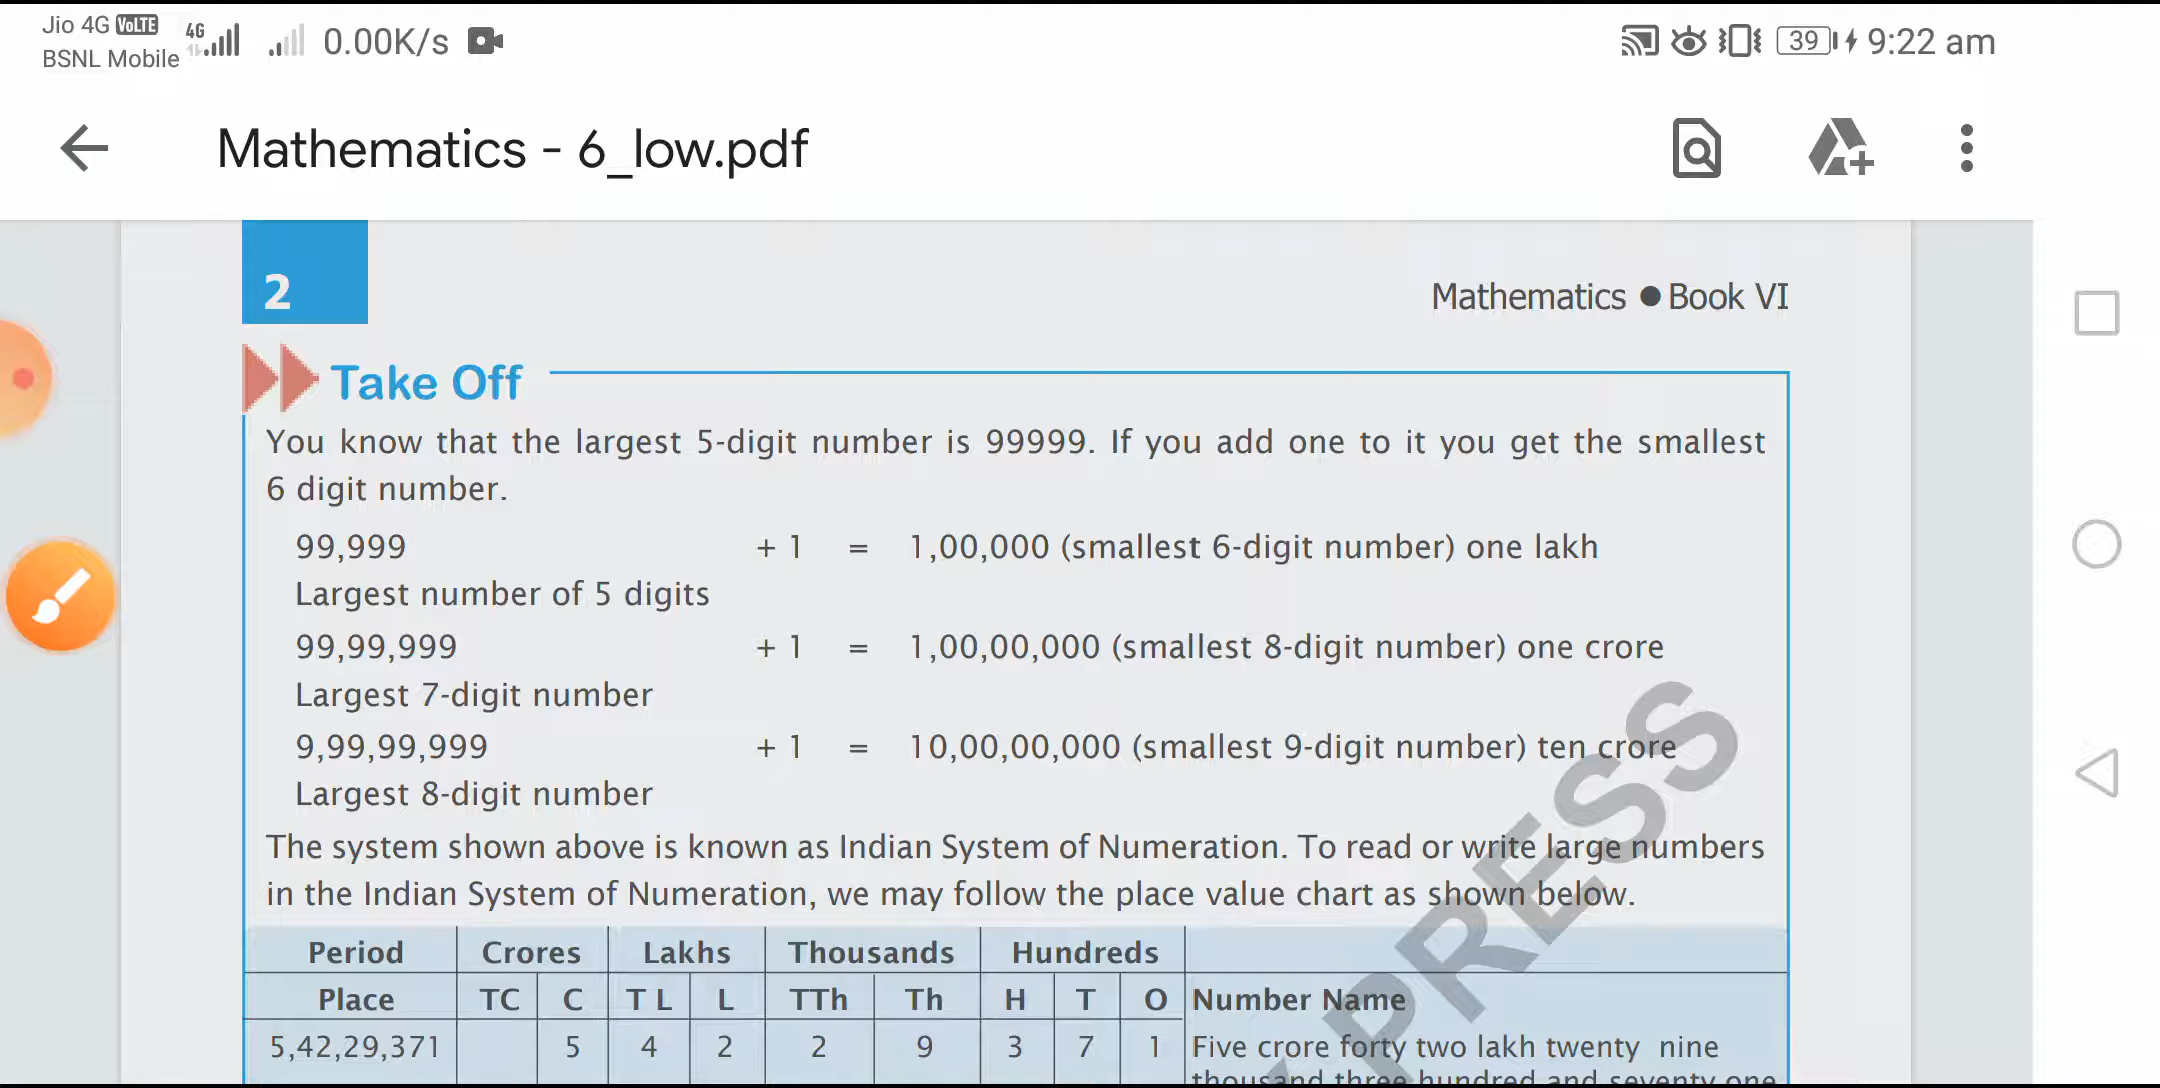 Jio 4G VoLTE 4G 0.00K/s 39 9:22 am
BSNL Mobile
Mathematics - 6_low.pdf
2
Mathematics ● Book VI
Take Off
You know that the largest 5-digit number is 99999. If you add one to it you get the smallest
6 digit number.
99,999 + 1 = 1,00,000 (smallest 6-digit number) one lakh
Largest number of 5 digits
99,99,999 + 1 = 1,00,00,000 (smallest 8-digit number) one crore
Largest 7-digit number
9,99,99,999 + 1 = 10,00,00,000 (smallest 9-digit number) ten crore
Largest 8-digit number
The system shown above is known as Indian System of Numeration. To read or write large numbers
in the Indian System of Numeration, we may follow the place value chart as shown below.
Period Crores Lakhs Thousands Hundreds
Place TC C T L L TTh Th H T O Number Name
5,42,29,371 5 4 2 2 9 3 7 1 Five crore forty two lakh twenty nine
thousand three hundred and seventy one
PRESS